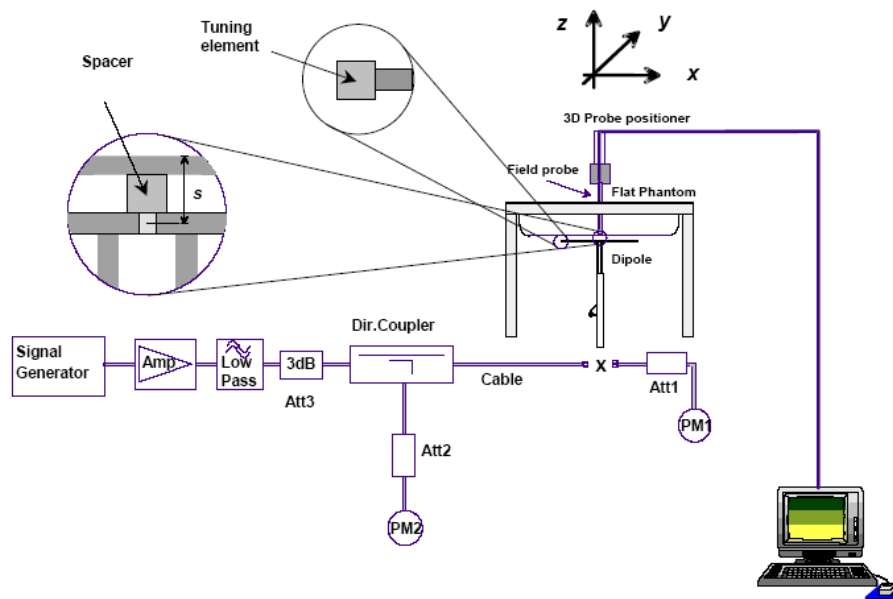 Tuning
element
Spacer
z
y
x
3D Probe positioner
Field probe
s
Flat Phantom
Dipole
Dir.Coupler
Signal
Generator
Amp
Low
Pass
3dB
Att3
Cable
X
Att1
PM1
Att2
PM2